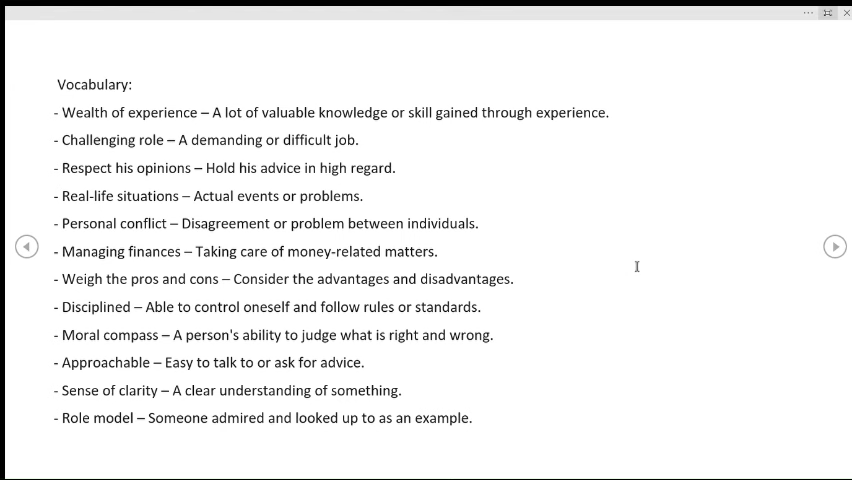 Vocabulary:
- Wealth of experience – A lot of valuable knowledge or skill gained through experience.
- Challenging role – A demanding or difficult job.
- Respect his opinions – Hold his advice in high regard.
- Real-life situations – Actual events or problems.
- Personal conflict – Disagreement or problem between individuals.
- Managing finances – Taking care of money-related matters.
- Weigh the pros and cons – Consider the advantages and disadvantages.
- Disciplined – Able to control oneself and follow rules or standards.
- Moral compass – A person's ability to judge what is right and wrong.
- Approachable – Easy to talk to or ask for advice.
- Sense of clarity – A clear understanding of something.
- Role model – Someone admired and looked up to as an example.